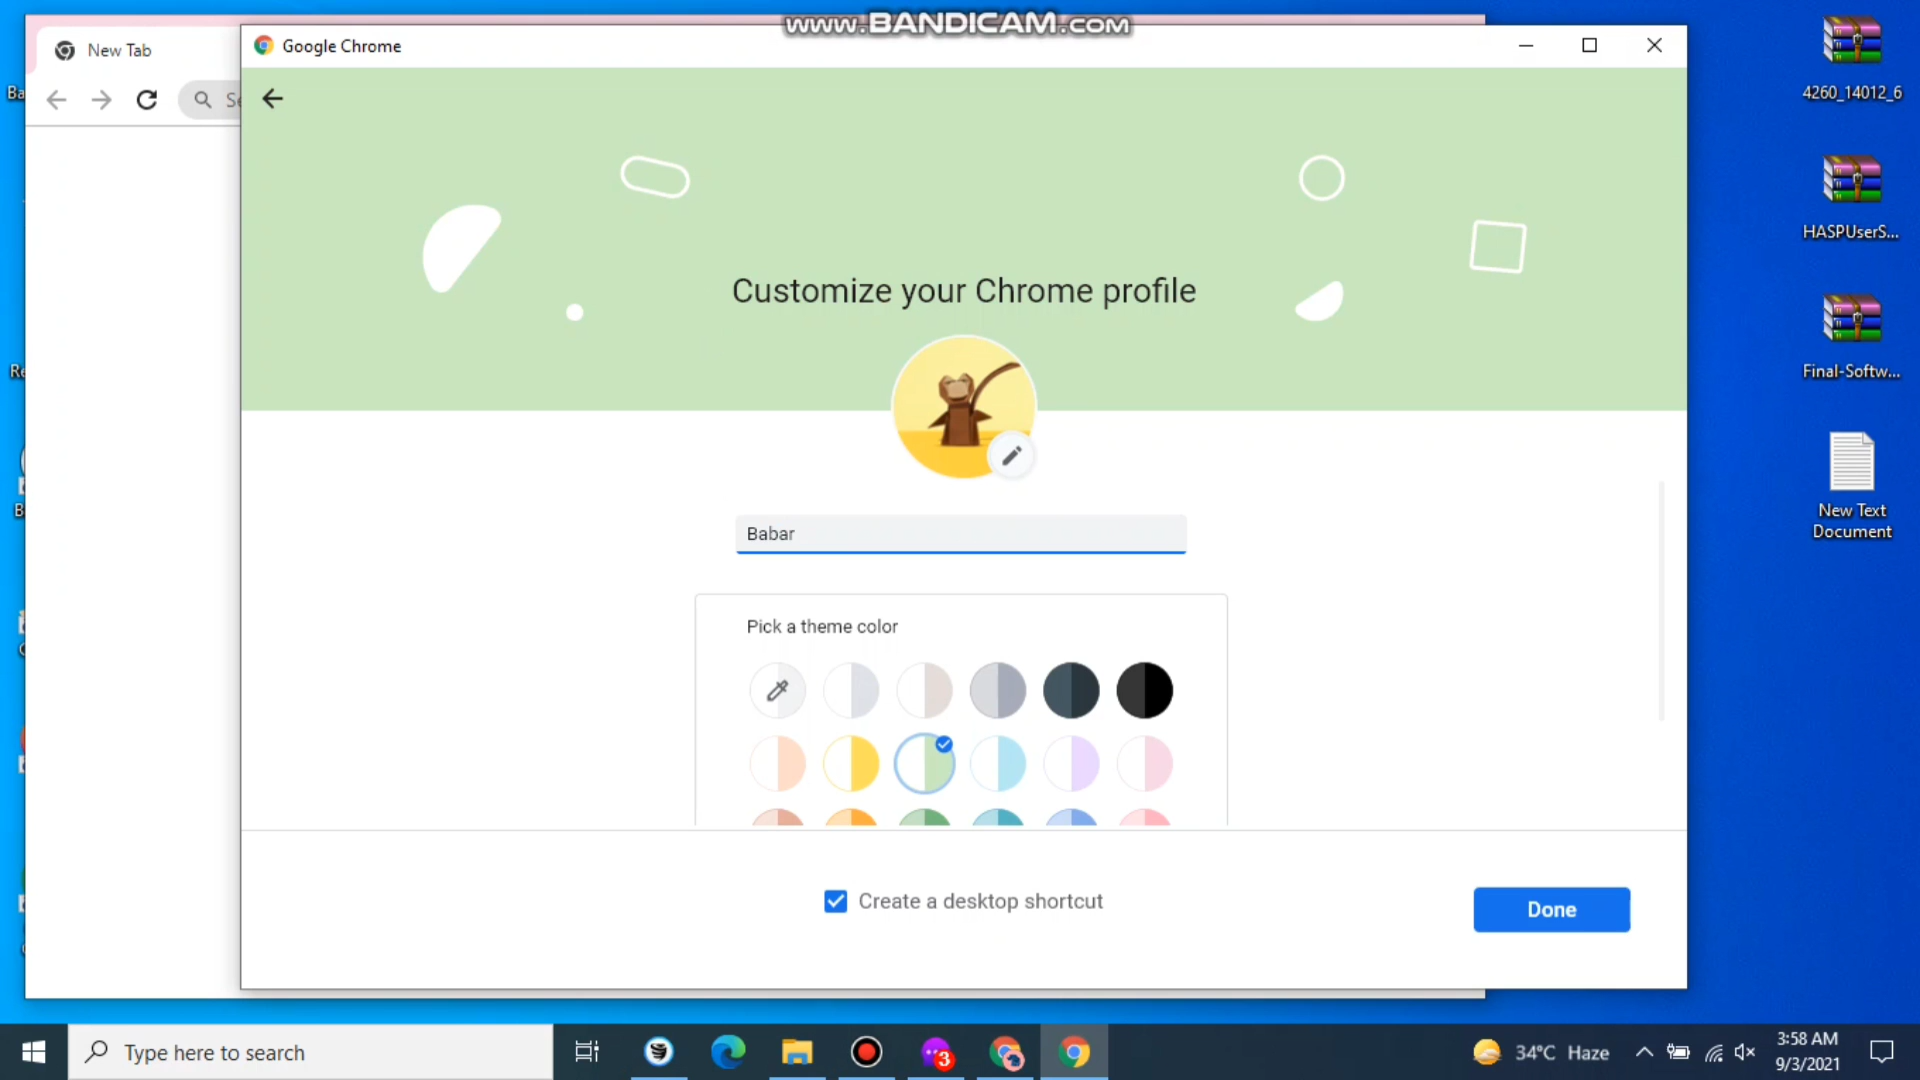 www.BANDICAM.com
New Tab
Google Chrome
Customize your Chrome profile
Babar
Pick a theme color
Create a desktop shortcut
Done
4260_14012_6
HASPUserS...
Final-Softw...
New Text
Document
Type here to search
3
34°C Haze
3:58 AM
9/3/2021